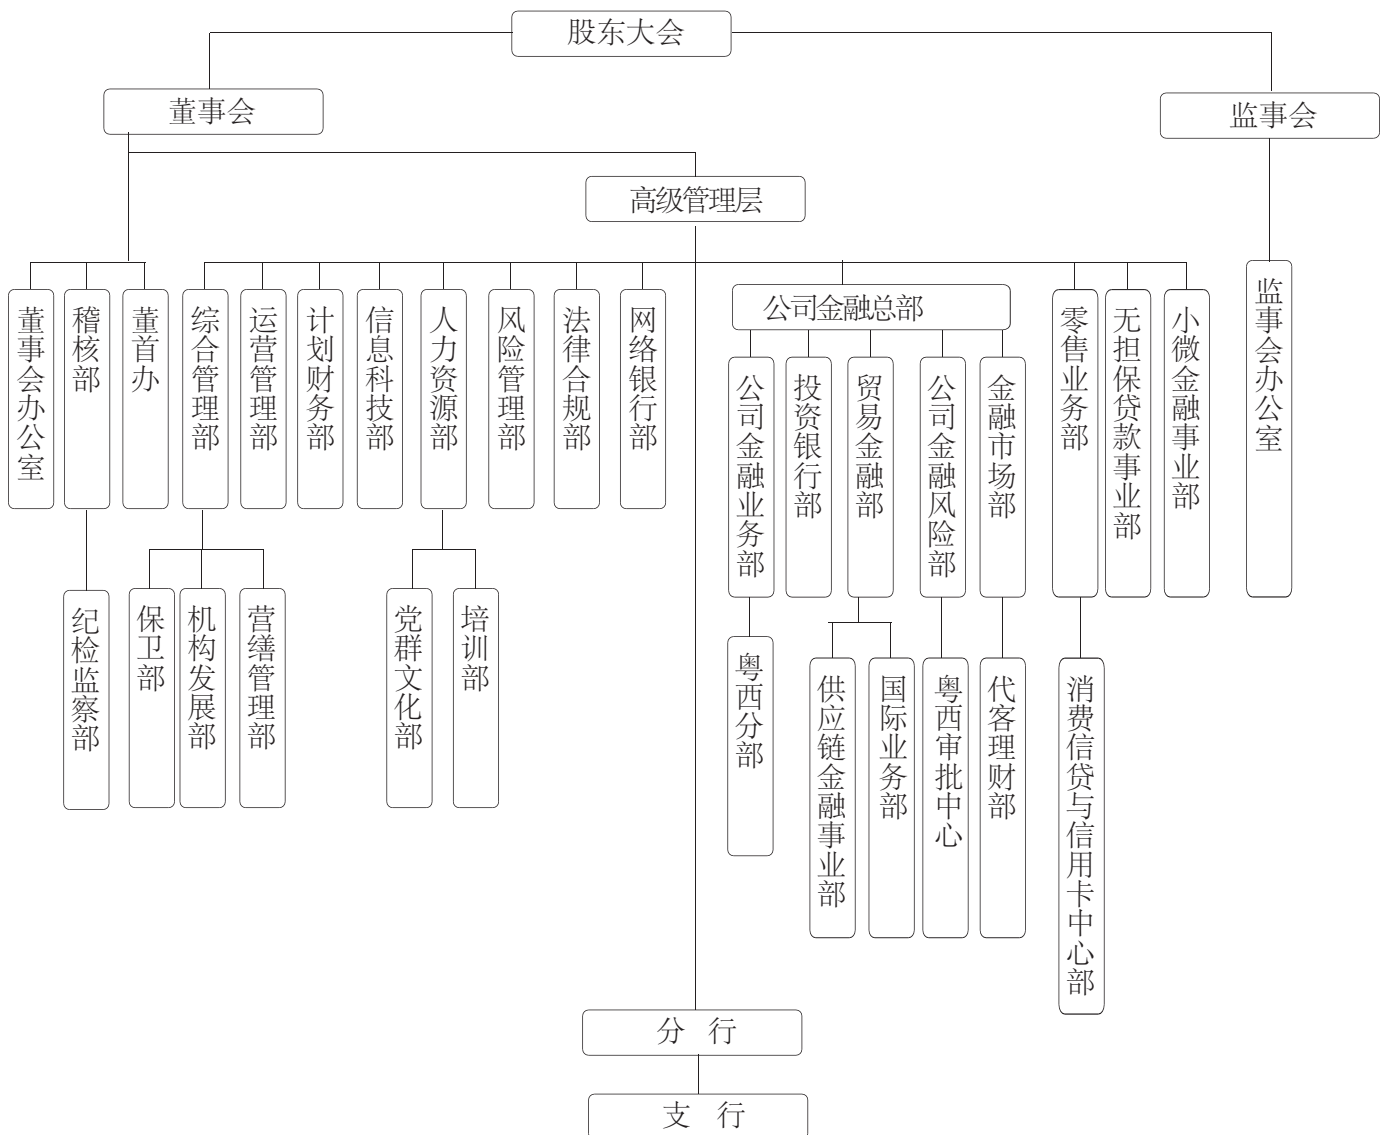 股东大会
董事会
监事会
高级管理层
董事会办公室
稽核部
董首办
综合管理部
运营管理部
计划财务部
信息科技部
人力资源部
风险管理部
法律合规部
网络银行部
公司金融总部
公司金融业务部
投资银行部
贸易金融部
公司金融风险部
金融市场部
零售业务部
无担保贷款事业部
小微金融事业部
监事会办公室
纪检监察部
保卫部
机构发展部
营缮管理部
党群文化部
培训部
粤西分部
供应链金融事业部
国际业务部
粤西审批中心
代客理财部
消费信贷与信用卡中心部
分 行
支 行